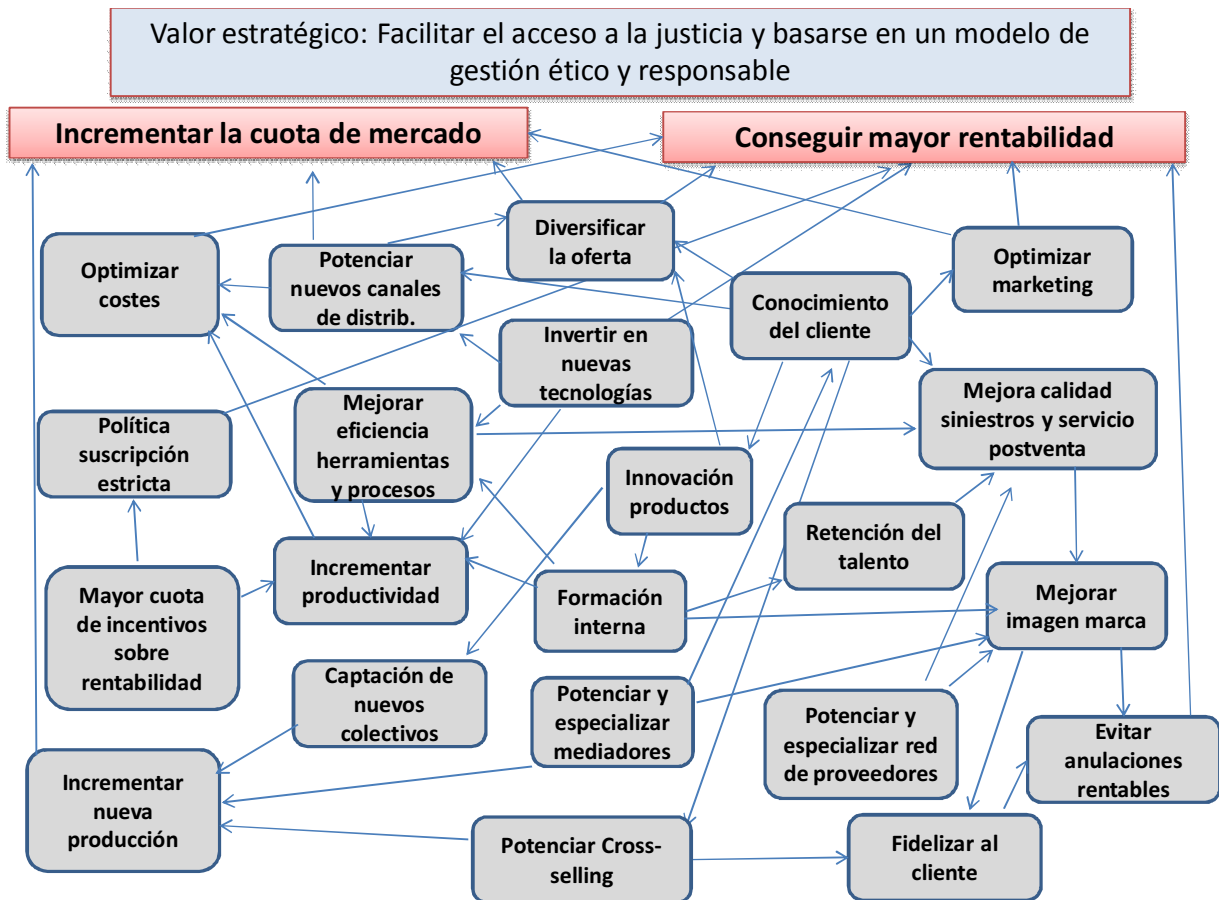 Valor estratégico: Facilitar el acceso a la justicia y basarse en un modelo de
gestión ético y responsable
Incrementar la cuota de mercado
Conseguir mayor rentabilidad
Optimizar
costes
Potenciar
nuevos canales
de distrib.
Diversificar
la oferta
Conocimiento
del cliente
Optimizar
marketing
Invertir en
nuevas
tecnologías
Política
suscripción
estricta
Mejorar
eficiencia
herramientas
y procesos
Mejora calidad
siniestros y servicio
postventa
Innovación
productos
Retención del
talento
Mayor cuota
de incentivos
sobre
rentabilidad
Incrementar
productividad
Formación
interna
Mejorar
imagen marca
Captación de
nuevos
colectivos
Potenciar y
especializar
mediadores
Potenciar y
especializar red
de proveedores
Evitar
anulaciones
rentables
Incrementar
nueva
producción
Potenciar Cross-
selling
Fidelizar al
cliente